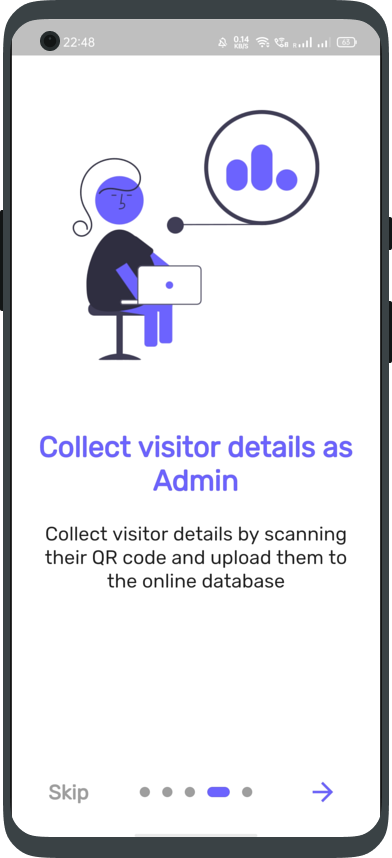 22:48
0.14
KB/S
R
63
Collect visitor details as
Admin
Collect visitor details by scanning
their QR code and upload them to
the online database
Skip